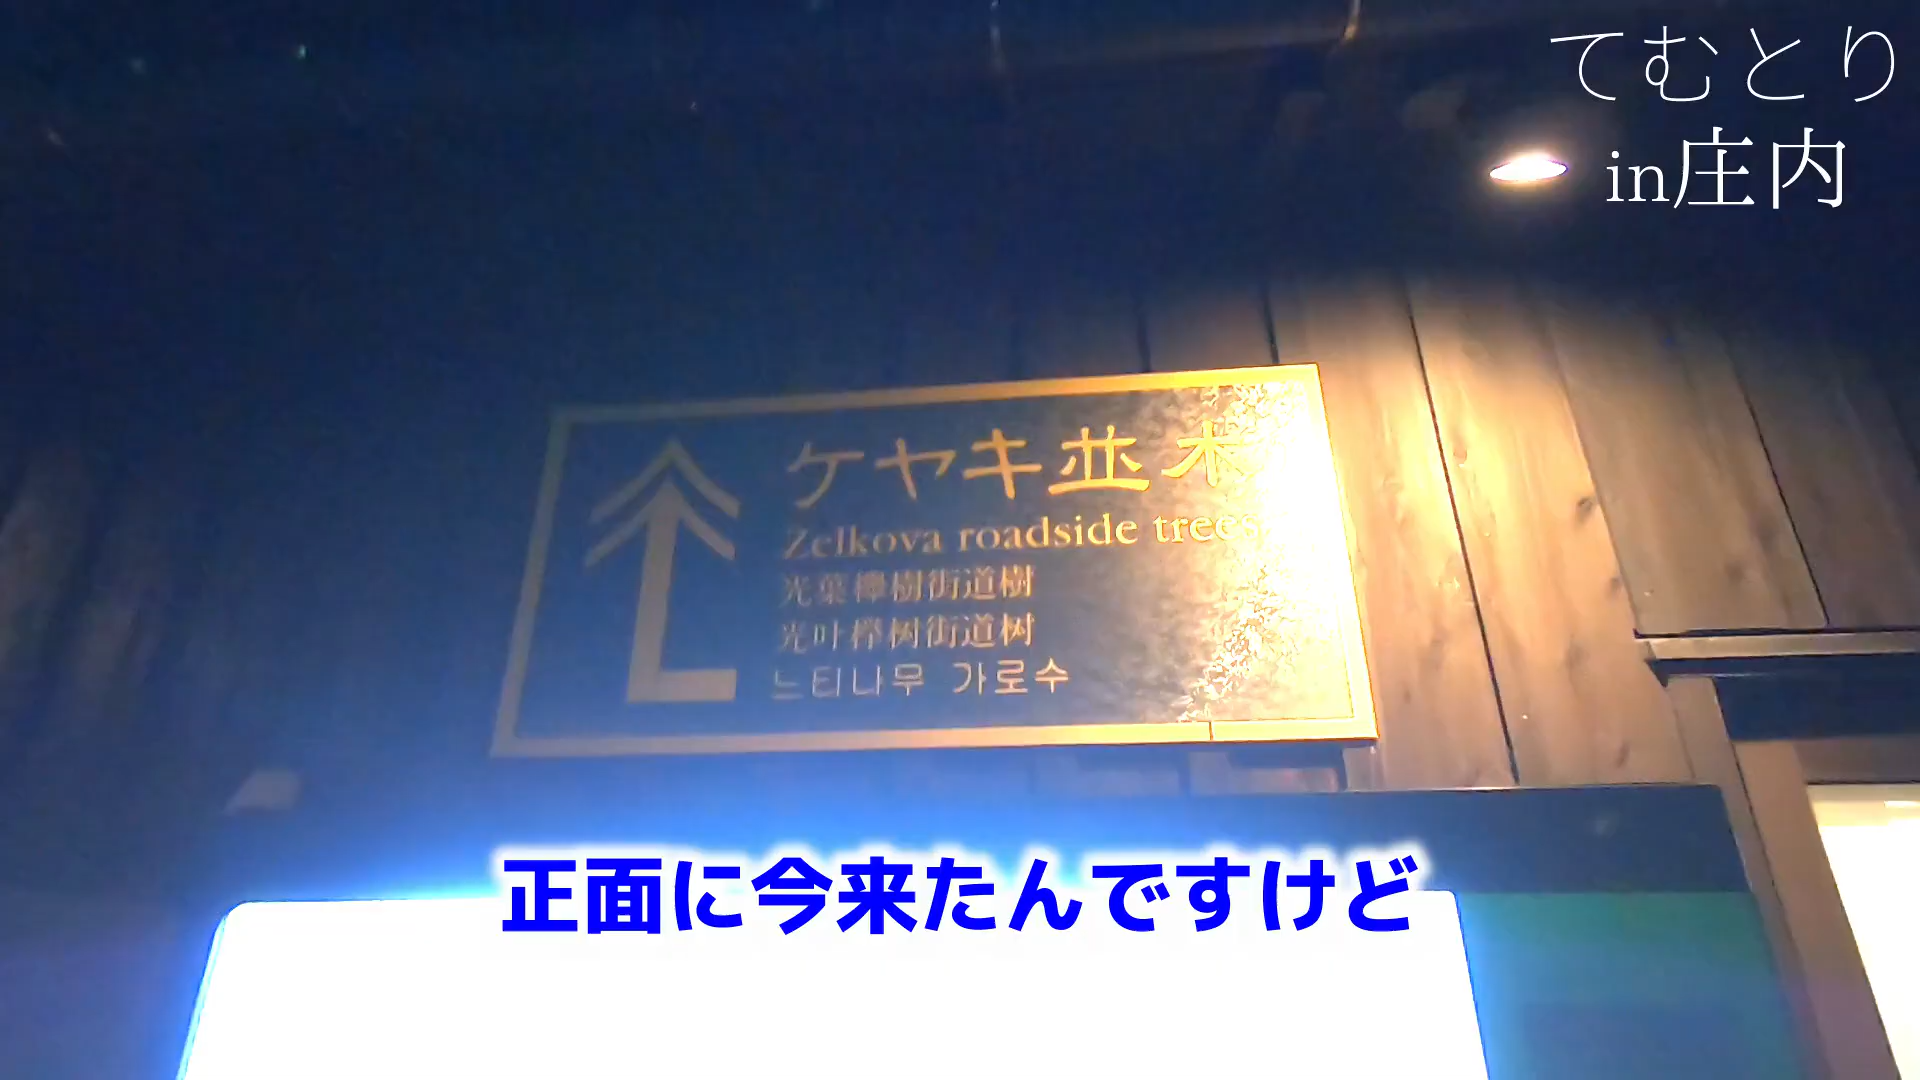 てむとり
in庄内
ケヤキ並木
Zelkova roadside trees
光葉櫸樹街道樹
光叶榉树街道树
느티나무 가로수
正面に今来たんですけど